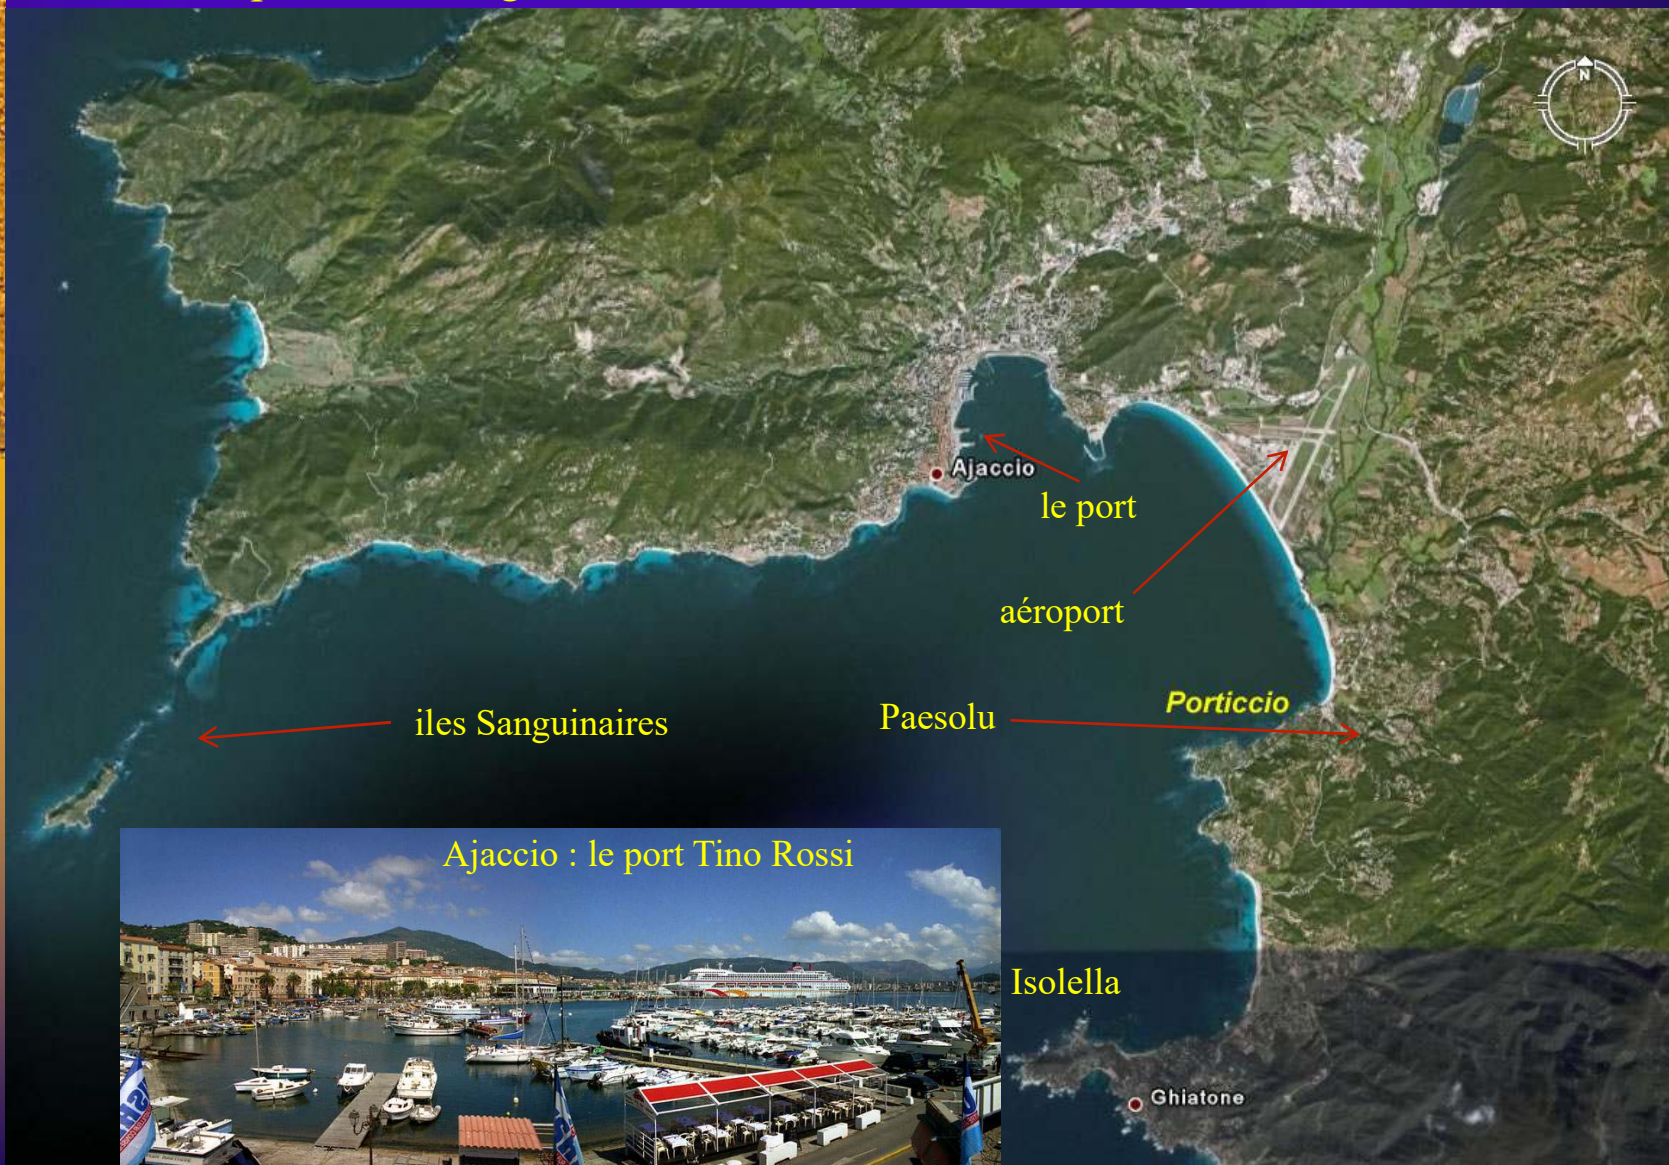 N
Ajaccio
le port
aéroport
Porticcio
iles Sanguinaires
Paesolu
Ajaccio : le port Tino Rossi
Isolella
Ghiatone